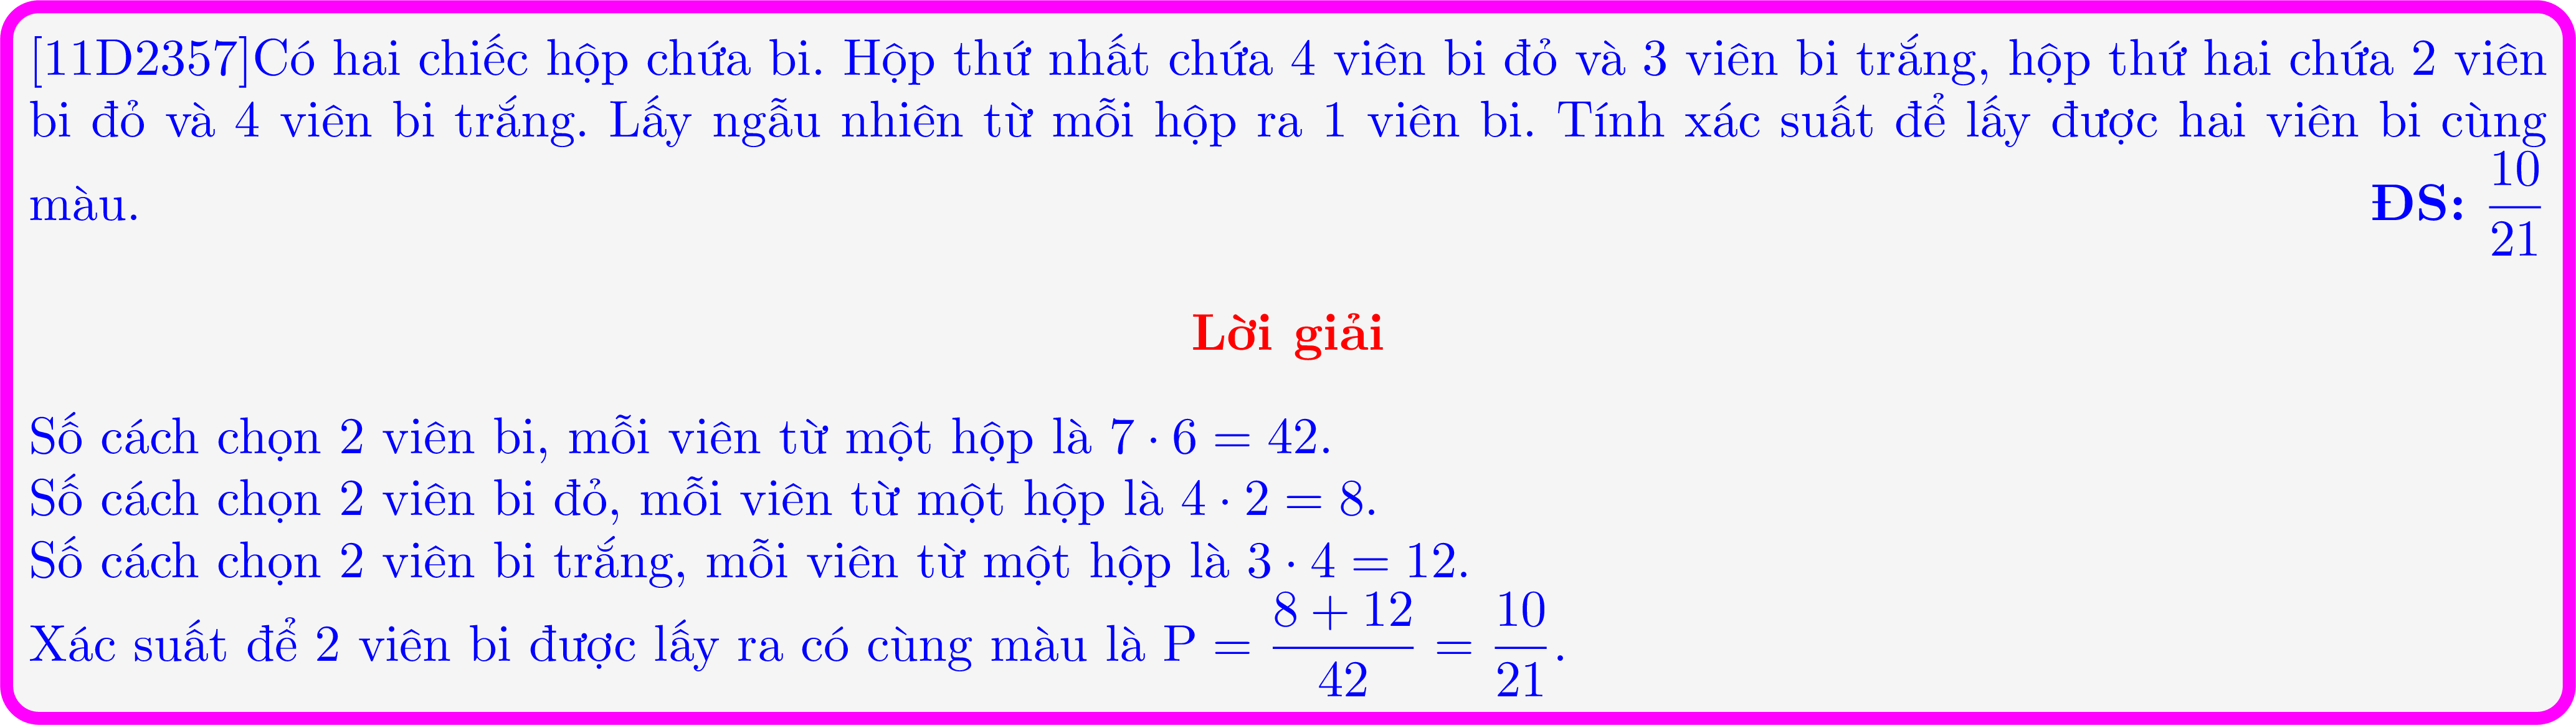 [11D2357]Có hai chiếc hộp chứa bi. Hộp thứ nhất chứa 4 viên bi đỏ và 3 viên bi trắng, hộp thứ hai chứa 2 viên
bi đỏ và 4 viên bi trắng. Lấy ngẫu nhiên từ mỗi hộp ra 1 viên bi. Tính xác suất để lấy được hai viên bi cùng
màu. ĐS: 10/21
Lời giải
Số cách chọn 2 viên bi, mỗi viên từ một hộp là 7 · 6 = 42.
Số cách chọn 2 viên bi đỏ, mỗi viên từ một hộp là 4 · 2 = 8.
Số cách chọn 2 viên bi trắng, mỗi viên từ một hộp là 3 · 4 = 12.
Xác suất để 2 viên bi được lấy ra có cùng màu là P = (8 + 12)/42 = 10/21.